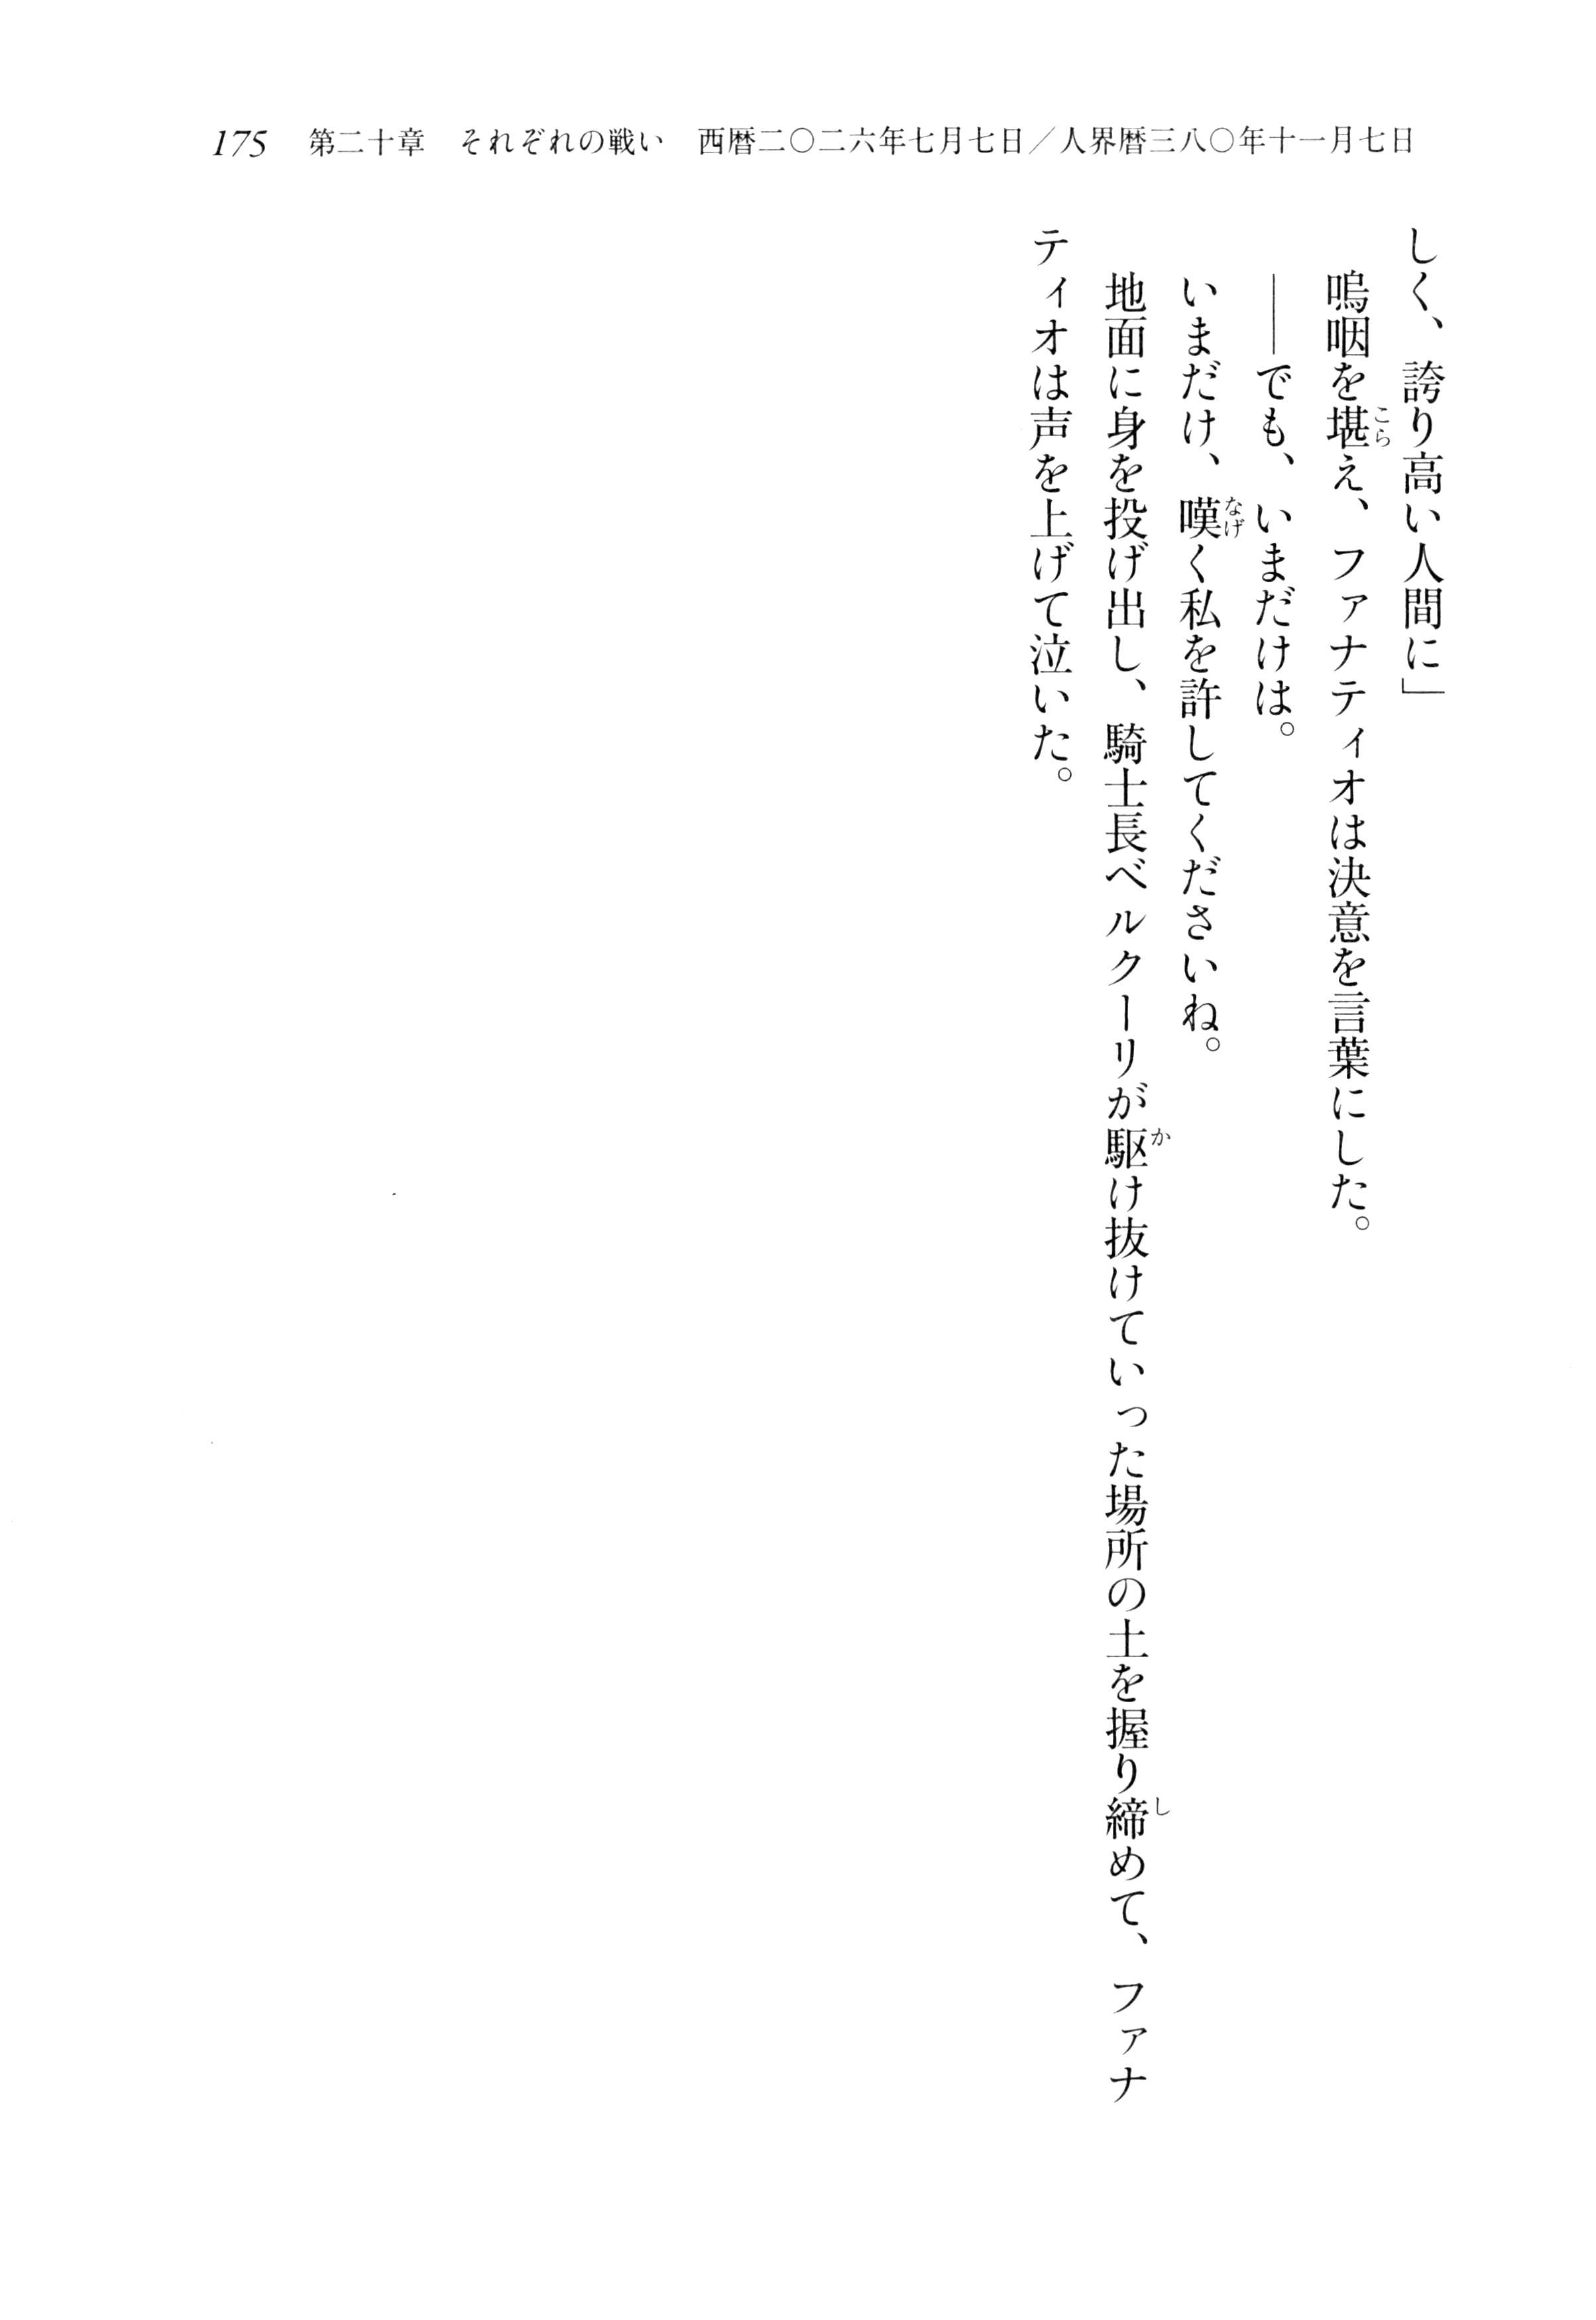 175 第二十章 それぞれの戦い 西暦二〇二六年七月七日／人界暦三八〇年十一月七日
しく、誇り高い人間に」
嗚咽を堪え、ファナティオは決意を言葉にした。
――でも、いまだけは。
いまだけ、嘆く私を許してくださいね。
地面に身を投げ出し、騎士長ベルクーリが駆け抜けていった場所の土を握り締めて、ファナ
ティオは声を上げて泣いた。